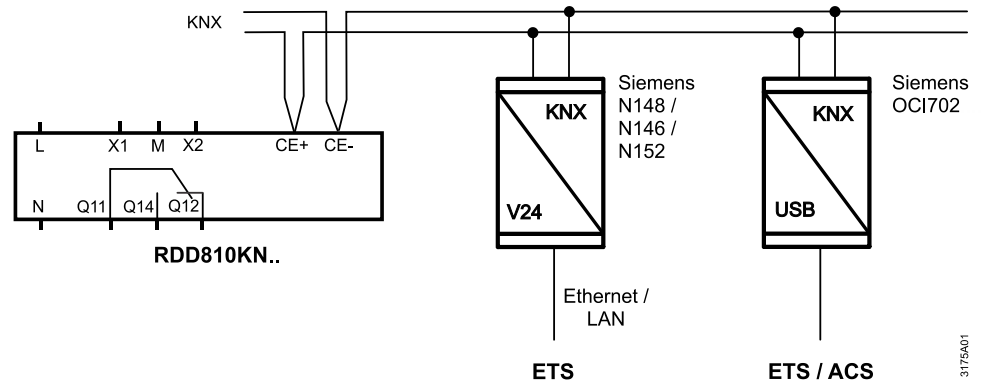 KNX
L X1 M X2 CE+ CE-
N Q11 Q14 Q12
RDD810KN..
KNX
V24
Siemens
N148 /
N146 /
N152
Ethernet /
LAN
ETS
KNX
USB
Siemens
OCI702
ETS / ACS
3175A01